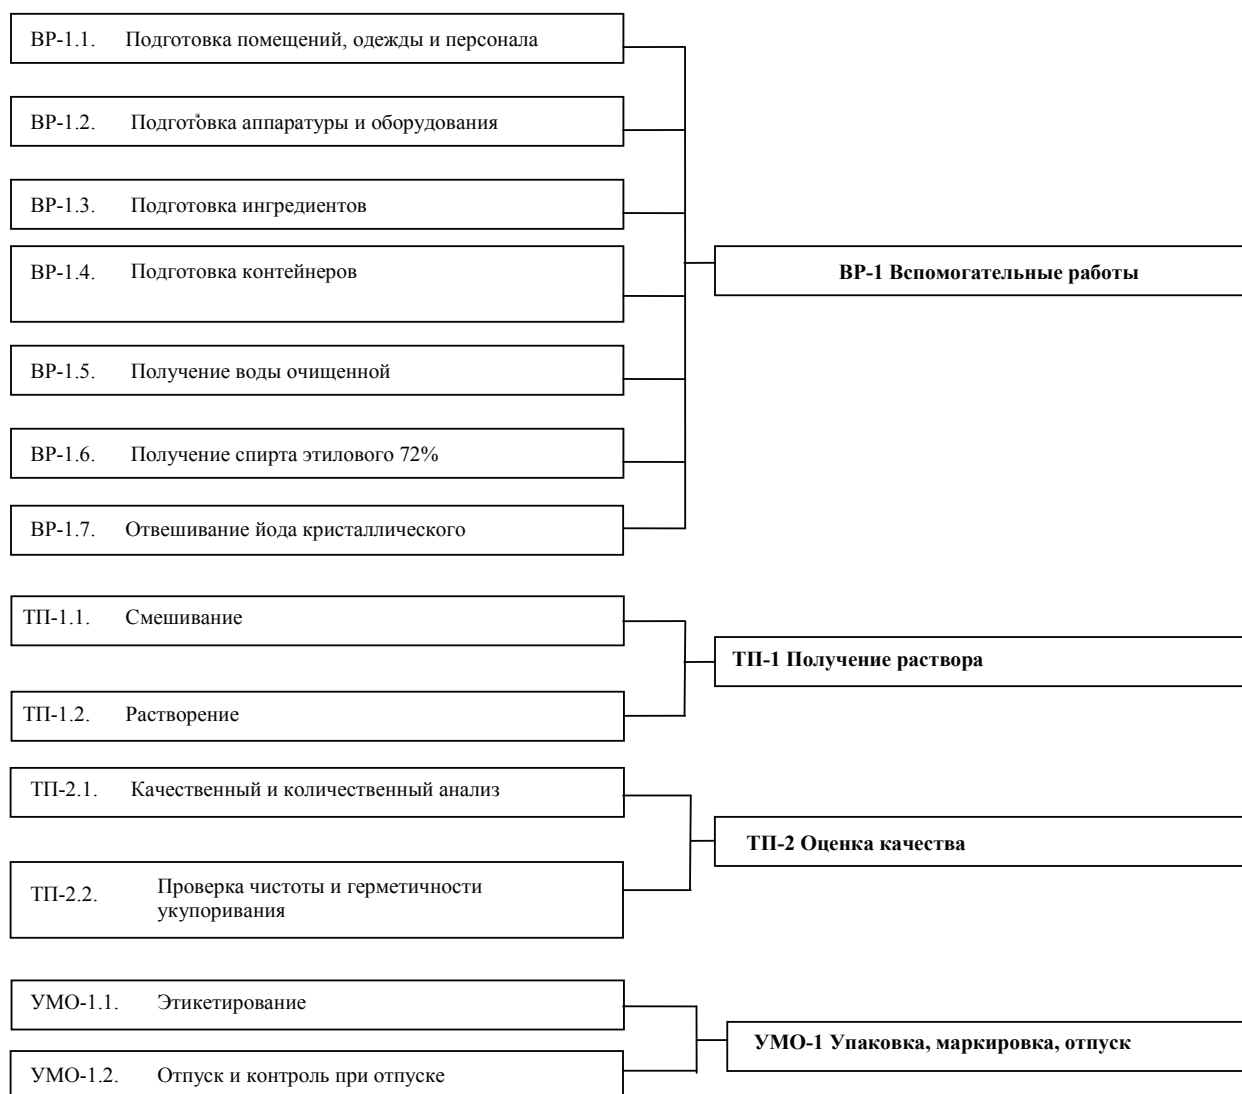 ВР-1.1. Подготовка помещений, одежды и персонала
ВР-1.2. Подготовка аппаратуры и оборудования
ВР-1.3. Подготовка ингредиентов
ВР-1.4. Подготовка контейнеров
ВР-1 Вспомогательные работы
ВР-1.5. Получение воды очищенной
ВР-1.6. Получение спирта этилового 72%
ВР-1.7. Отвешивание йода кристаллического
ТП-1.1. Смешивание
ТП-1 Получение раствора
ТП-1.2. Растворение
ТП-2.1. Качественный и количественный анализ
ТП-2 Оценка качества
ТП-2.2. Проверка чистоты и герметичности
укупоривания
УМО-1.1. Этикетирование
УМО-1 Упаковка, маркировка, отпуск
УМО-1.2. Отпуск и контроль при отпуске